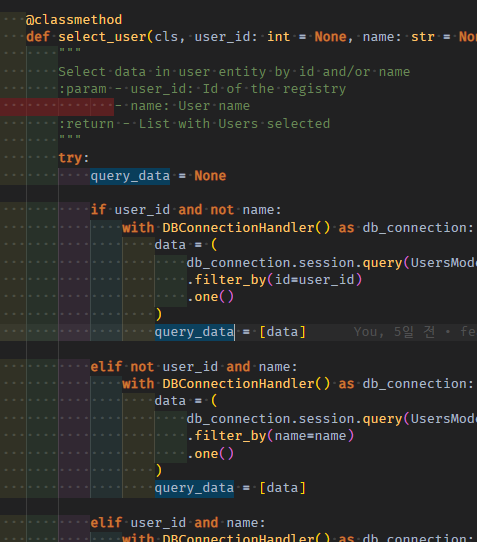 @classmethod
def select_user(cls, user_id: int = None, name: str = Non
"""
Select data in user entity by id and/or name
:param - user_id: Id of the registry
- name: User name
:return - List with Users selected
"""
try:
query_data = None
if user_id and not name:
with DBConnectionHandler() as db_connection:
data = (
db_connection.session.query(UsersMode
.filter_by(id=user_id)
.one()
)
query_data = [data] You, 5일 전 • fe
elif not user_id and name:
with DBConnectionHandler() as db_connection:
data = (
db_connection.session.query(UsersMode
.filter_by(name=name)
.one()
)
query_data = [data]
elif user_id and name:
with DBConnectionHandler() as db_connection: